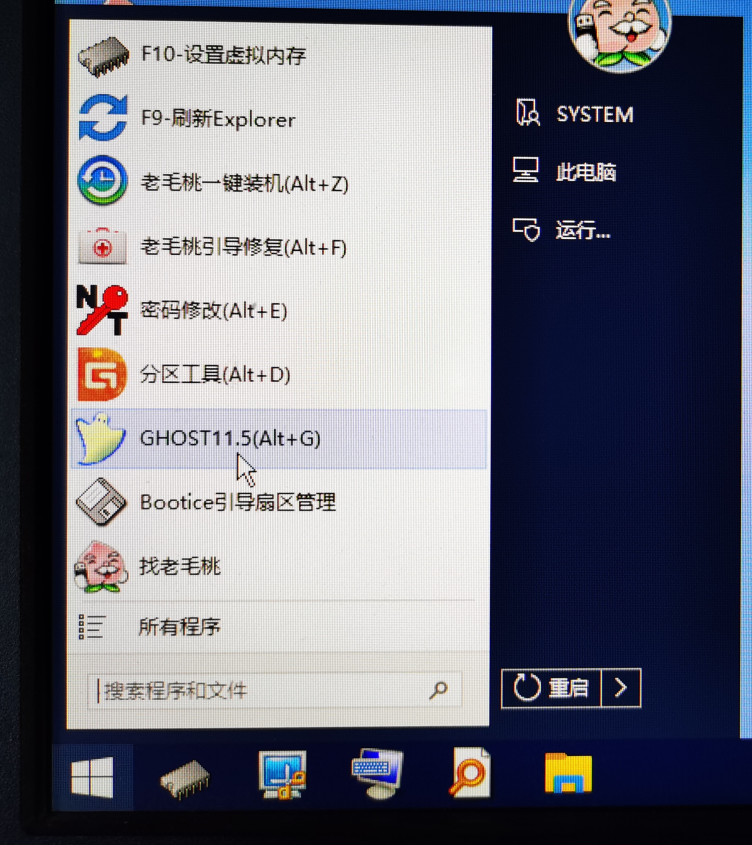 F10-设置虚拟内存
F9-刷新Explorer
老毛桃一键装机(Alt+Z)
老毛桃引导修复(Alt+F)
NT
密码修改(Alt+E)
分区工具(Alt+D)
GHOST11.5(Alt+G)
Bootice引导扇区管理
找老毛桃
所有程序
搜索程序和文件
SYSTEM
此电脑
运行...
重启